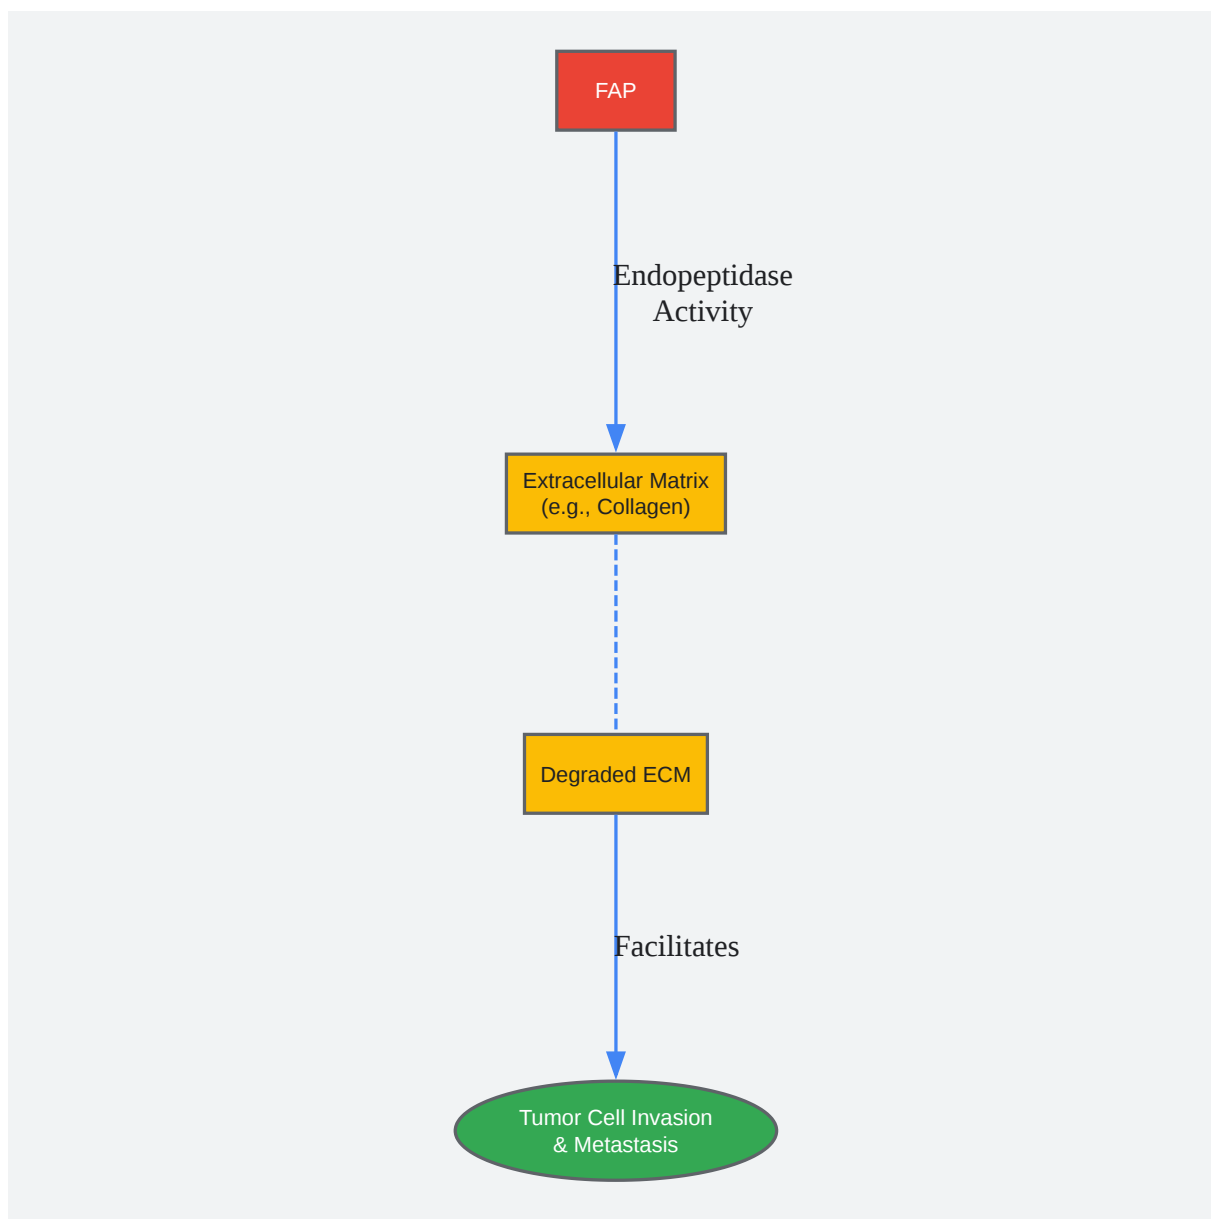 FAP
Endopeptidase
Activity
Extracellular Matrix
(e.g., Collagen)
Degraded ECM
Facilitates
Tumor Cell Invasion
& Metastasis